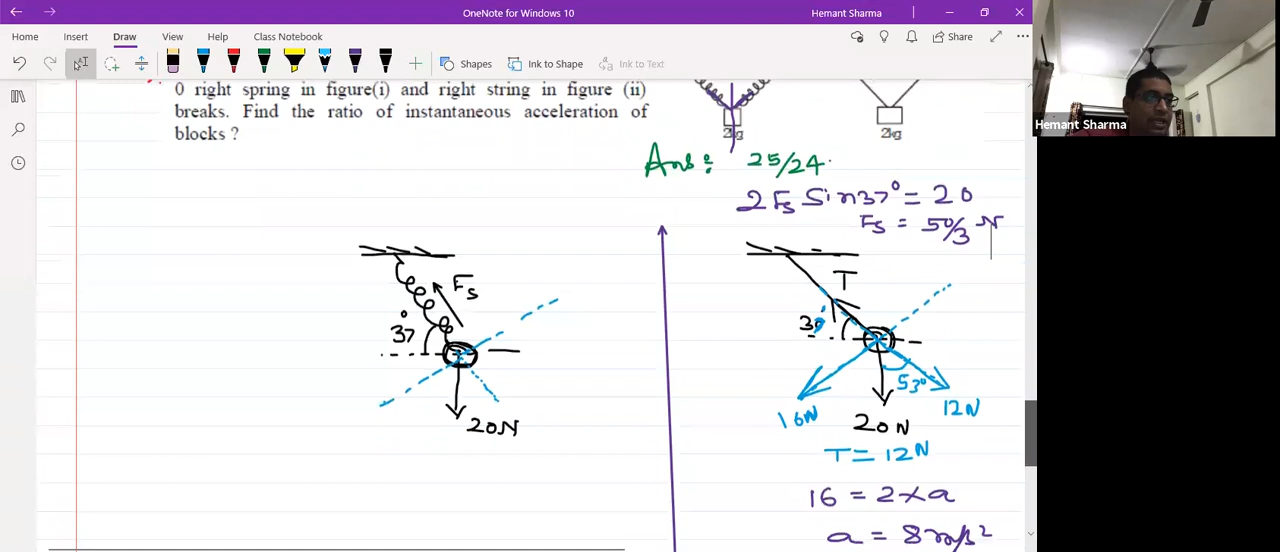 OneNote for Windows 10
Hemant Sharma
Home Insert Draw View Help Class Notebook
Share
Shapes Ink to Shape Ink to Text
0 right spring in figure(i) and right string in figure (ii)
breaks. Find the ratio of instantaneous acceleration of
blocks ?
2kg
2kg
Hemant Sharma
Ans: 25/24.
2Fs Sin37° = 20
Fs = 50/3 N
Fs
37°
20N
T
53°
16N
12N
20N
T = 12N
16 = 2×a
a = 8m/s²